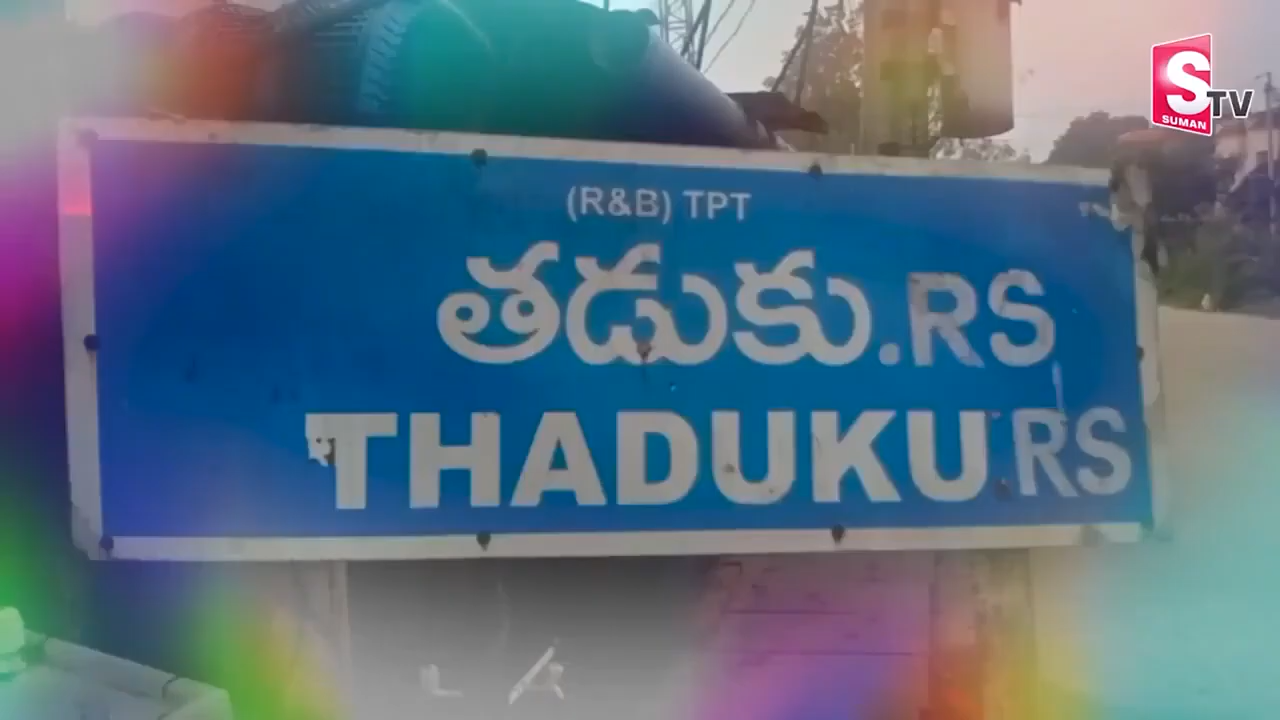 S TV
SUMAN
(R&B) TPT
తడుకు.RS
THADUKU.RS